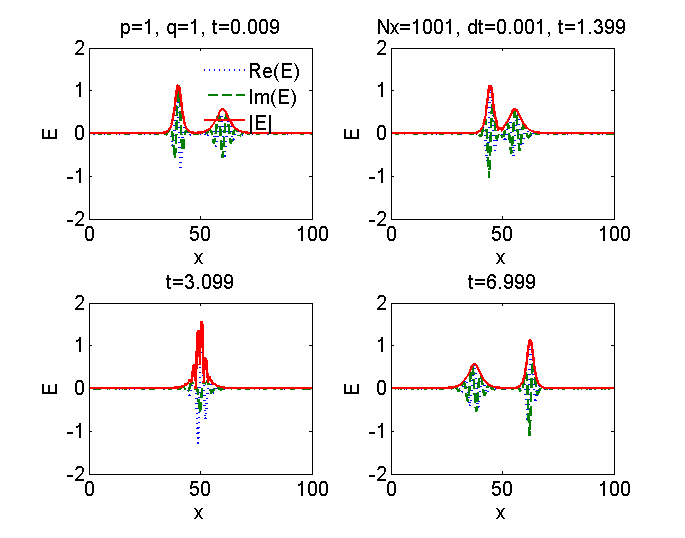 p=1, q=1, t=0.009
2
1
0
-1
-2
E
0
50
100
x
Re(E)
Im(E)
|E|
Nx=1001, dt=0.001, t=1.399
2
1
0
-1
-2
E
0
50
100
x
t=3.099
2
1
0
-1
-2
E
0
50
100
x
t=6.999
2
1
0
-1
-2
E
0
50
100
x